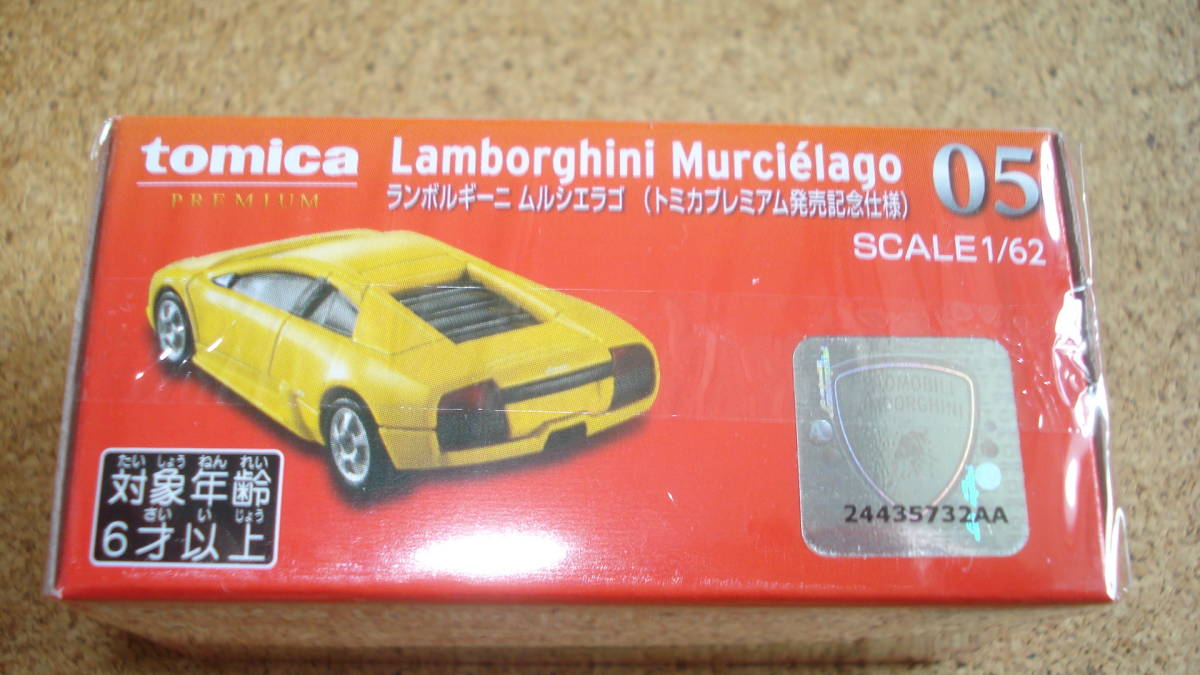 tomica
PREMIUM
Lamborghini Murciélago
ランボルギーニ ムルシエラゴ （トミカプレミアム発売記念仕様）
05
SCALE 1/62
たい しょう ねん れい
対象年齢
さい い じょう
6才以上
LAMBORGHINI
24435732AA